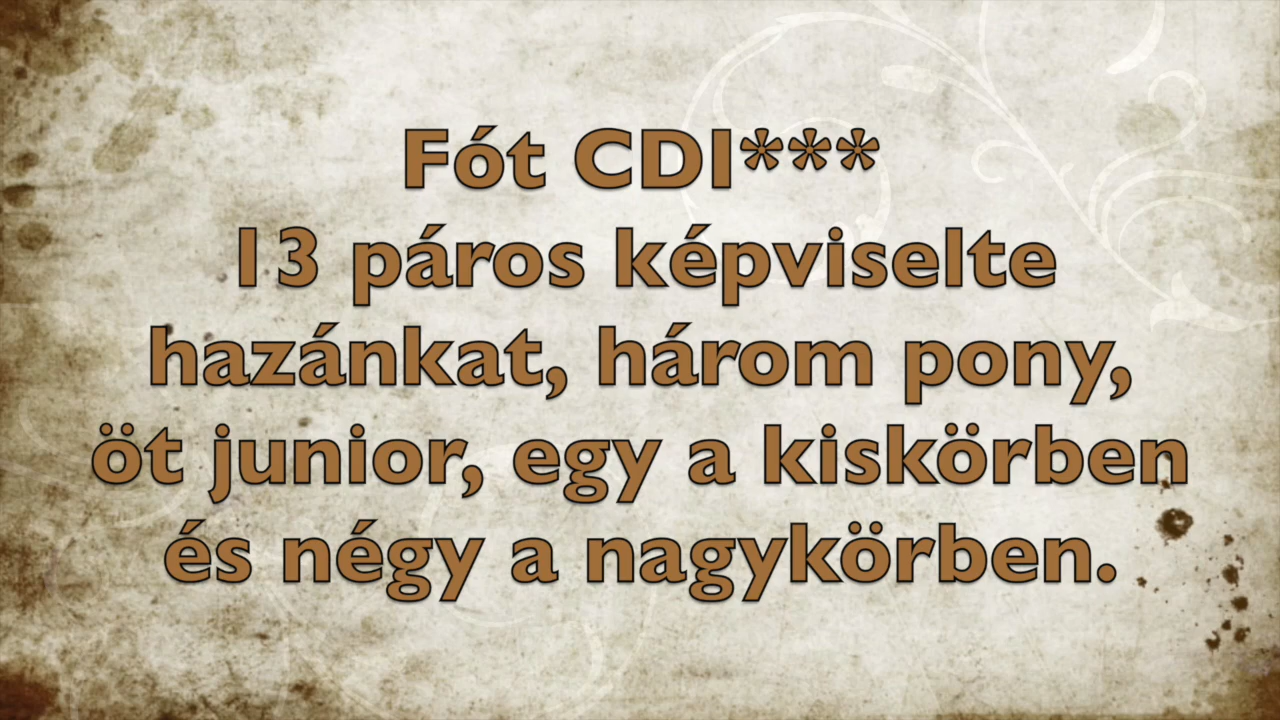 Fót CDI***
13 páros képviselte
hazánkat, három pony,
öt junior, egy a kiskörben
és négy a nagykörben.